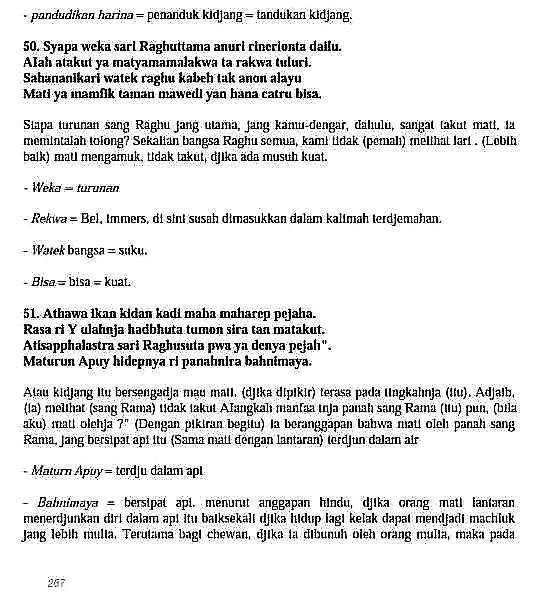 - pandudikan harina = penanduk kidjang = tandukan kidjang.
50. Syapa weka sari Raghuttama anuri rinerionta dailu.
Alah atakut ya matyamamalakwa ta rakwa tuluri.
Sahananikari watek raghu kabeh tak anon alayu
Mati ya mamfik taman mawedi yan hana catru bisa.
Siapa turunan sang Raghu jang utama, jang kamu-dengar, dahulu, sangat takut mati, ia
memintalah tolong? Sekalian bangsa Raghu semua, kami tidak (pernah) melihat lari . (Lebih
baik) mati mengamuk, tidak takut, djika ada musuh kuat.
- Weka = turunan
- Rekwa = Bel, immers, di sini susah dimasukkan dalam kalimah terdjemahan.
- Watek bangsa = suku.
- Bisa = bisa = kuat.
51. Athawa ikan kidan kadi maha maharep pejaha.
Rasa ri Y ulahnja hadbhuta tumon sira tan matakut.
Atisapphalastra sari Raghusuta pwa ya denya pejah".
Maturun Apuy hidepnya ri panahnira bahnimaya.
Atau kidjang itu bersengadja mau mati, (djika dipikir) terasa pada tingkahnja (itu). Adjaib,
(ia) melihat (sang Rama) tidak takut Alangkah manfaa tnja panah sang Rama (itu) pun, (bila
aku) mati olehja ?" (Dengan pikiran begitu) ia beranggapan bahwa mati oleh panah sang
Rama, jang bersipat api itu (Sama mati dengan lantaran) terdjun dalam air
- Maturn Apuy = terdju dalam api
- Bahnimaya = bersipat api. menurut anggapan hindu, djika orang mati lantaran
menerdjunkan diri dalam api itu baiksekali djika hidup lagi kelak dapat mendjadi machluk
jang lebih mulia. Terutama bagi chewan, djika ia dibunuh oleh orang mulia, maka pada
267